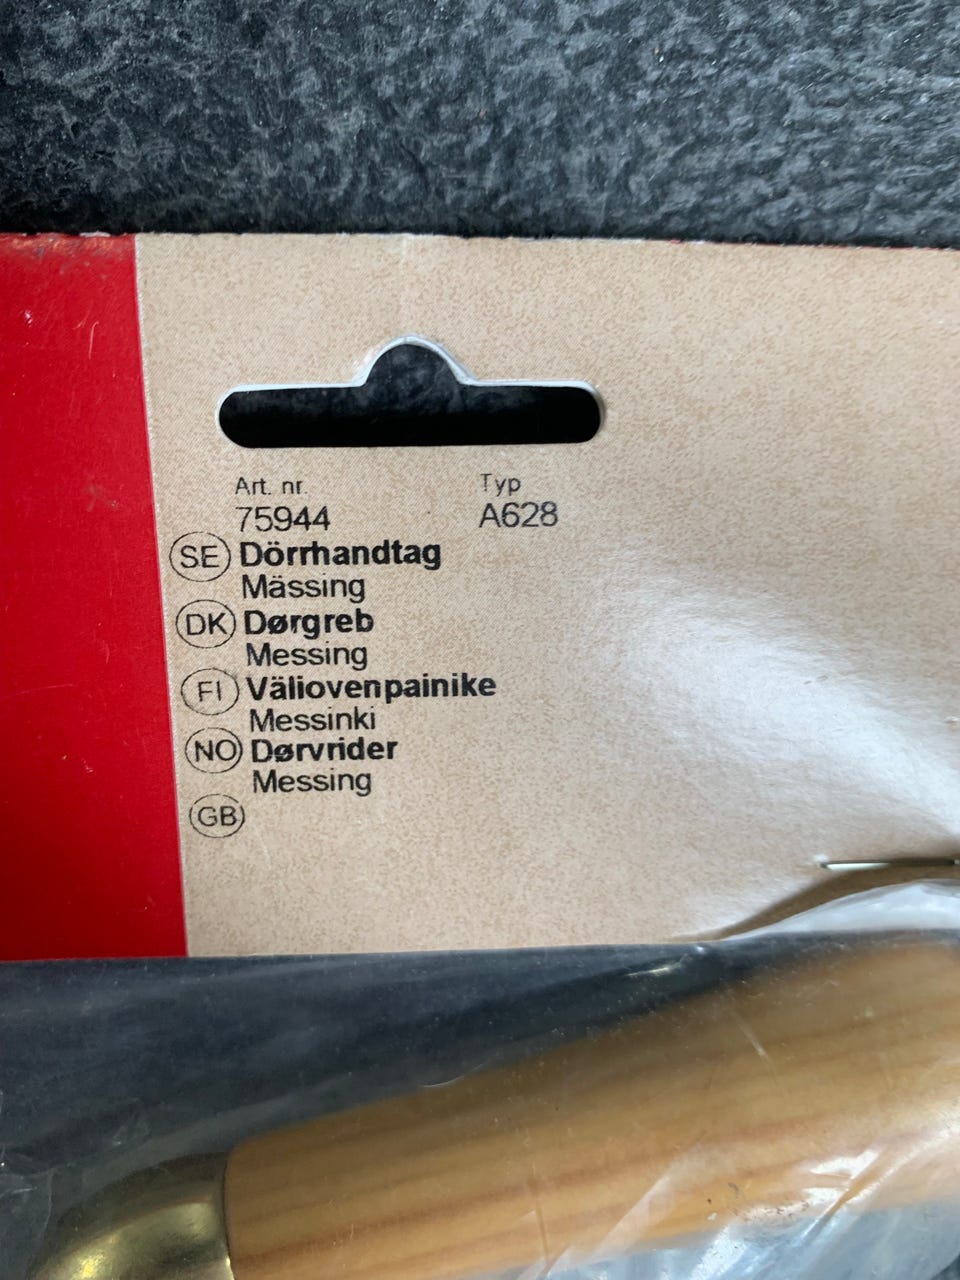 Art. nr.
75944
Typ
A628
SE Dörrhandtag
Mässing
DK Dørgreb
Messing
FI Väliovenpainike
Messinki
NO Dørvrider
Messing
GB